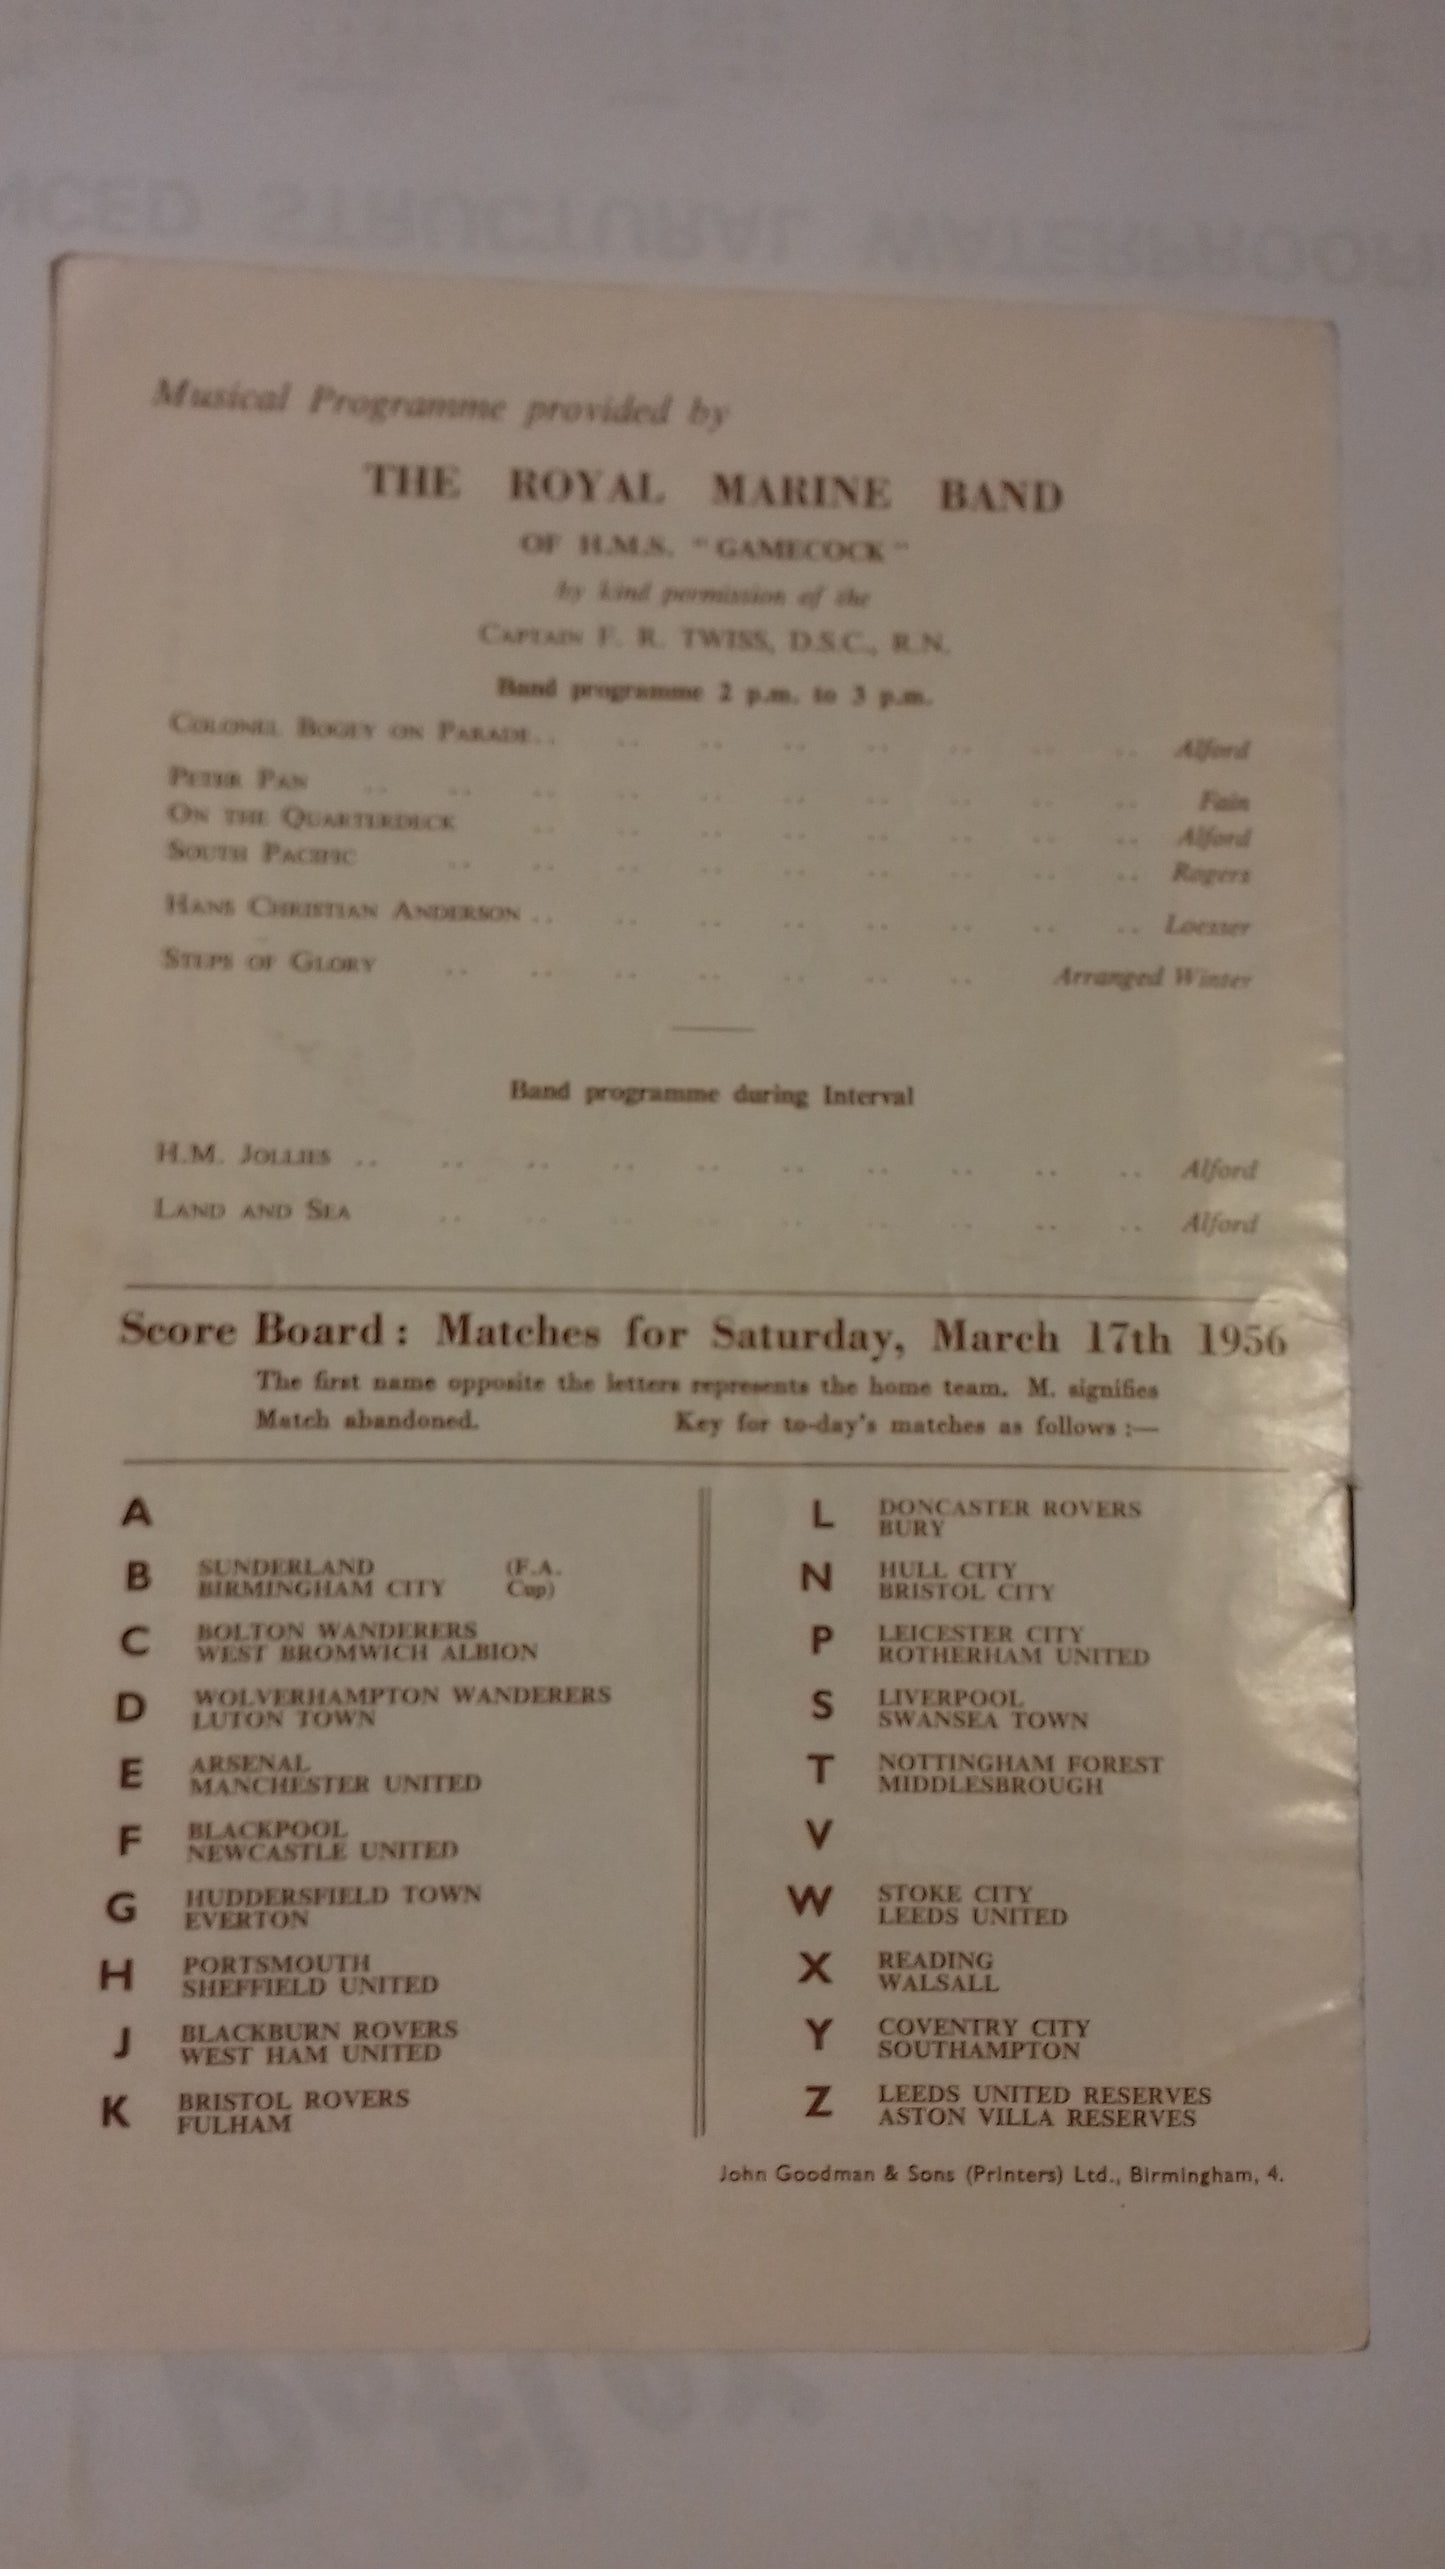 Musical Programme provided by
THE ROYAL MARINE BAND
OF H.M.S. "GAMECOCK"
by kind permission of the
CAPTAIN F. R. TWISS, D.S.C., R.N.
Band programme 2 p.m. to 3 p.m.
COLONEL BOGEY ON PARADE .. .. .. .. .. .. .. .. Alford
PETER PAN .. .. .. .. .. .. .. .. .. .. Fain
ON THE QUARTERDECK .. .. .. .. .. .. .. .. Alford
SOUTH PACIFIC .. .. .. .. .. .. .. .. .. Rogers
HANS CHRISTIAN ANDERSON .. .. .. .. .. .. .. .. Loesser
STEPS OF GLORY .. .. .. .. .. .. .. Arranged Winter
Band programme during Interval
H.M. JOLLIES .. .. .. .. .. .. .. .. .. .. Alford
LAND AND SEA .. .. .. .. .. .. .. .. .. Alford
Score Board : Matches for Saturday, March 17th 1956
The first name opposite the letters represents the home team. M. signifies
Match abandoned. Key for to-day's matches as follows :—
A
B SUNDERLAND (F.A.
BIRMINGHAM CITY Cup)
C BOLTON WANDERERS
WEST BROMWICH ALBION
D WOLVERHAMPTON WANDERERS
LUTON TOWN
E ARSENAL
MANCHESTER UNITED
F BLACKPOOL
NEWCASTLE UNITED
G HUDDERSFIELD TOWN
EVERTON
H PORTSMOUTH
SHEFFIELD UNITED
J BLACKBURN ROVERS
WEST HAM UNITED
K BRISTOL ROVERS
FULHAM
L DONCASTER ROVERS
BURY
N HULL CITY
BRISTOL CITY
P LEICESTER CITY
ROTHERHAM UNITED
S LIVERPOOL
SWANSEA TOWN
T NOTTINGHAM FOREST
MIDDLESBROUGH
V
W STOKE CITY
LEEDS UNITED
X READING
WALSALL
Y COVENTRY CITY
SOUTHAMPTON
Z LEEDS UNITED RESERVES
ASTON VILLA RESERVES
John Goodman & Sons (Printers) Ltd., Birmingham, 4.